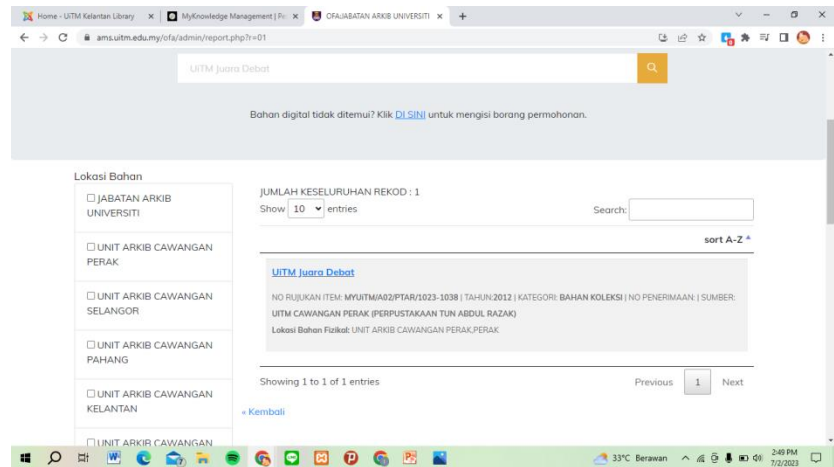 Home - UiTM Kelantan Library
MyKnowledge Management | Pe
OFA:JABATAN ARKIB UNIVERSITI
ams.uitm.edu.my/ofa/admin/report.php?r=01
UiTM Juara Debat
Bahan digital tidak ditemui? Klik DI SINI untuk mengisi borang permohonan.
Lokasi Bahan
JABATAN ARKIB
UNIVERSITI
UNIT ARKIB CAWANGAN
PERAK
UNIT ARKIB CAWANGAN
SELANGOR
UNIT ARKIB CAWANGAN
PAHANG
UNIT ARKIB CAWANGAN
KELANTAN
UNIT ARKIB CAWANGAN
JUMLAH KESELURUHAN REKOD : 1
Show 10 entries
Search:
sort A-Z
UiTM Juara Debat
NO RUJUKAN ITEM: MYUiTM/A02/PTAR/1023-1038 | TAHUN:2012 | KATEGORI: BAHAN KOLEKSI | NO PENERIMAAN: | SUMBER:
UITM CAWANGAN PERAK (PERPUSTAKAAN TUN ABDUL RAZAK)
Lokasi Bahan Fizikal: UNIT ARKIB CAWANGAN PERAK,PERAK
Showing 1 to 1 of 1 entries
Previous 1 Next
« Kembali
33°C Berawan
2:49 PM
7/2/2023